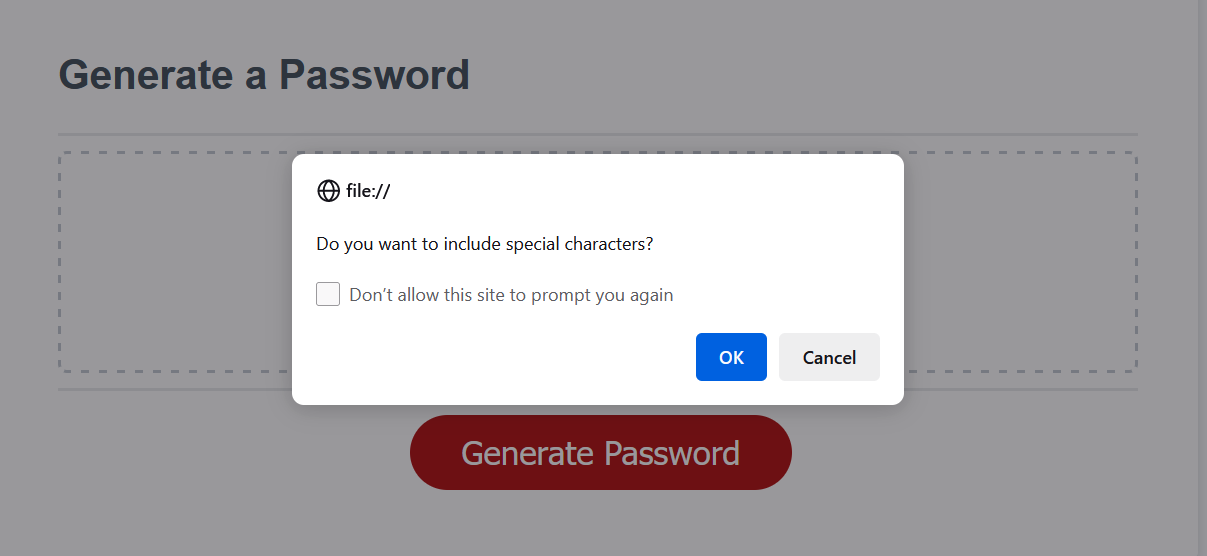 Generate a Password
file://
Do you want to include special characters?
Don’t allow this site to prompt you again
OK Cancel
Generate Password